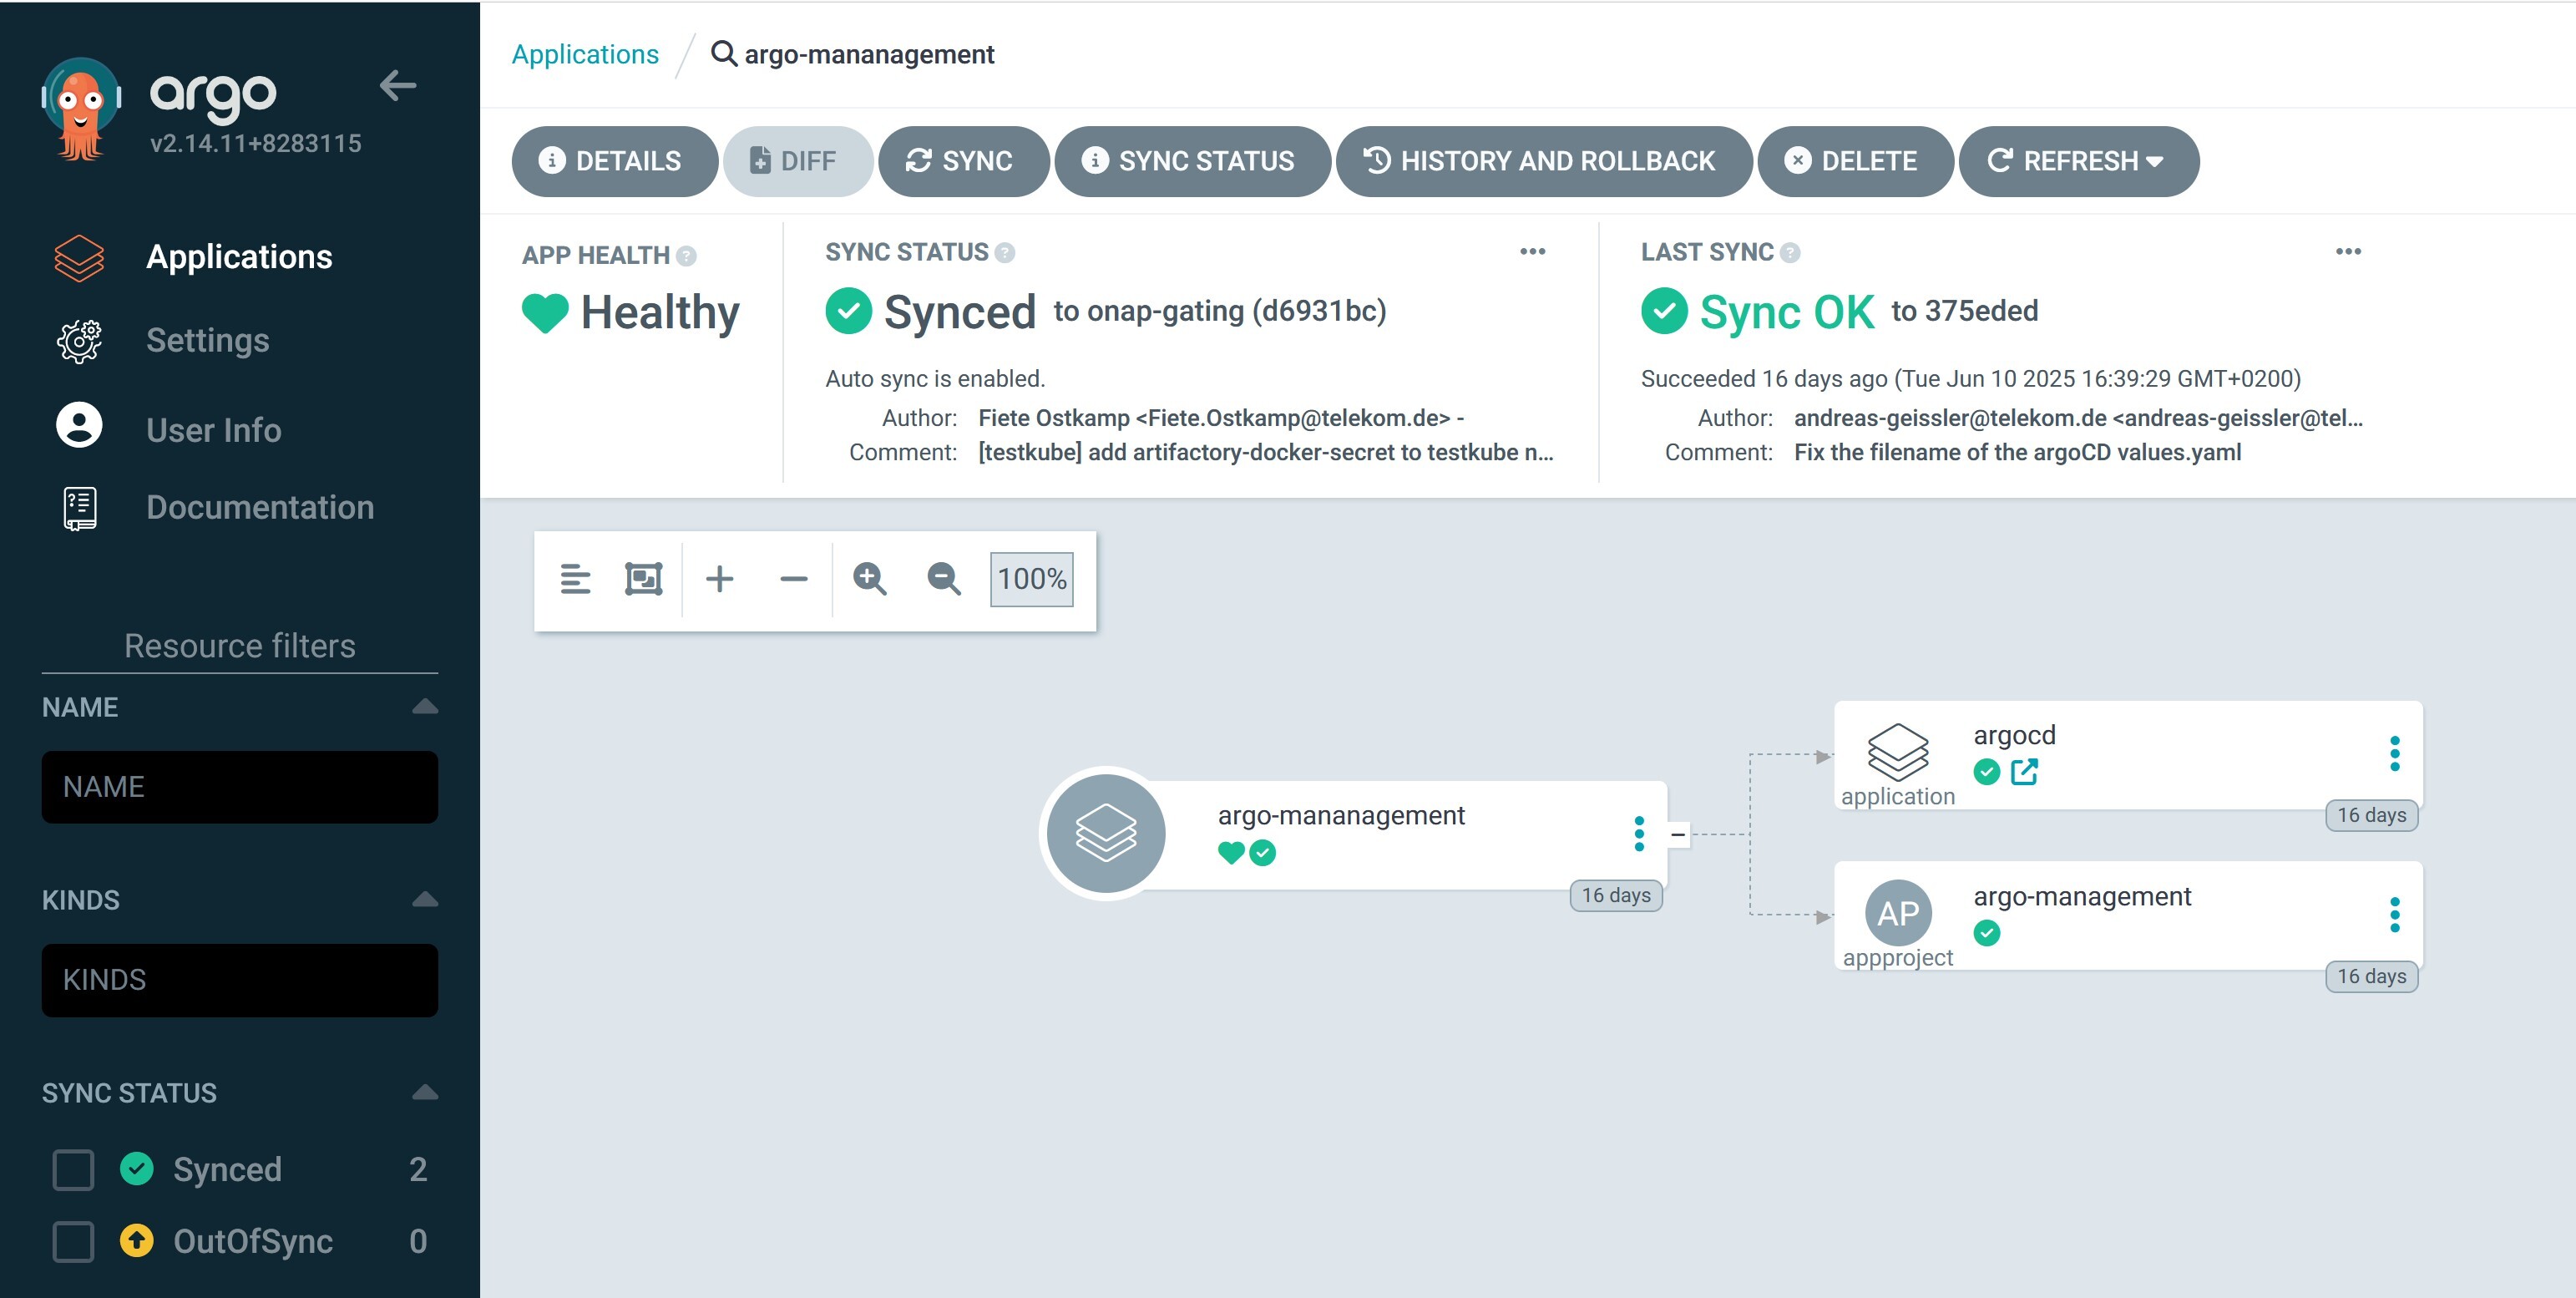 argo
v2.14.11+8283115
Applications
Settings
User Info
Documentation
Resource filters
NAME
NAME
KINDS
KINDS
SYNC STATUS
Synced 2
OutOfSync 0
Applications / argo-mananagement
DETAILS DIFF SYNC SYNC STATUS HISTORY AND ROLLBACK DELETE REFRESH
APP HEALTH
Healthy
SYNC STATUS
Synced to onap-gating (d6931bc)
Auto sync is enabled.
Author: Fiete Ostkamp <Fiete.Ostkamp@telekom.de> -
Comment: [testkube] add artifactory-docker-secret to testkube n...
LAST SYNC
Sync OK to 375eded
Succeeded 16 days ago (Tue Jun 10 2025 16:39:29 GMT+0200)
Author: andreas-geissler@telekom.de <andreas-geissler@tel...
Comment: Fix the filename of the argoCD values.yaml
100%
argo-mananagement
16 days
argocd
application
16 days
AP
argo-management
appproject
16 days